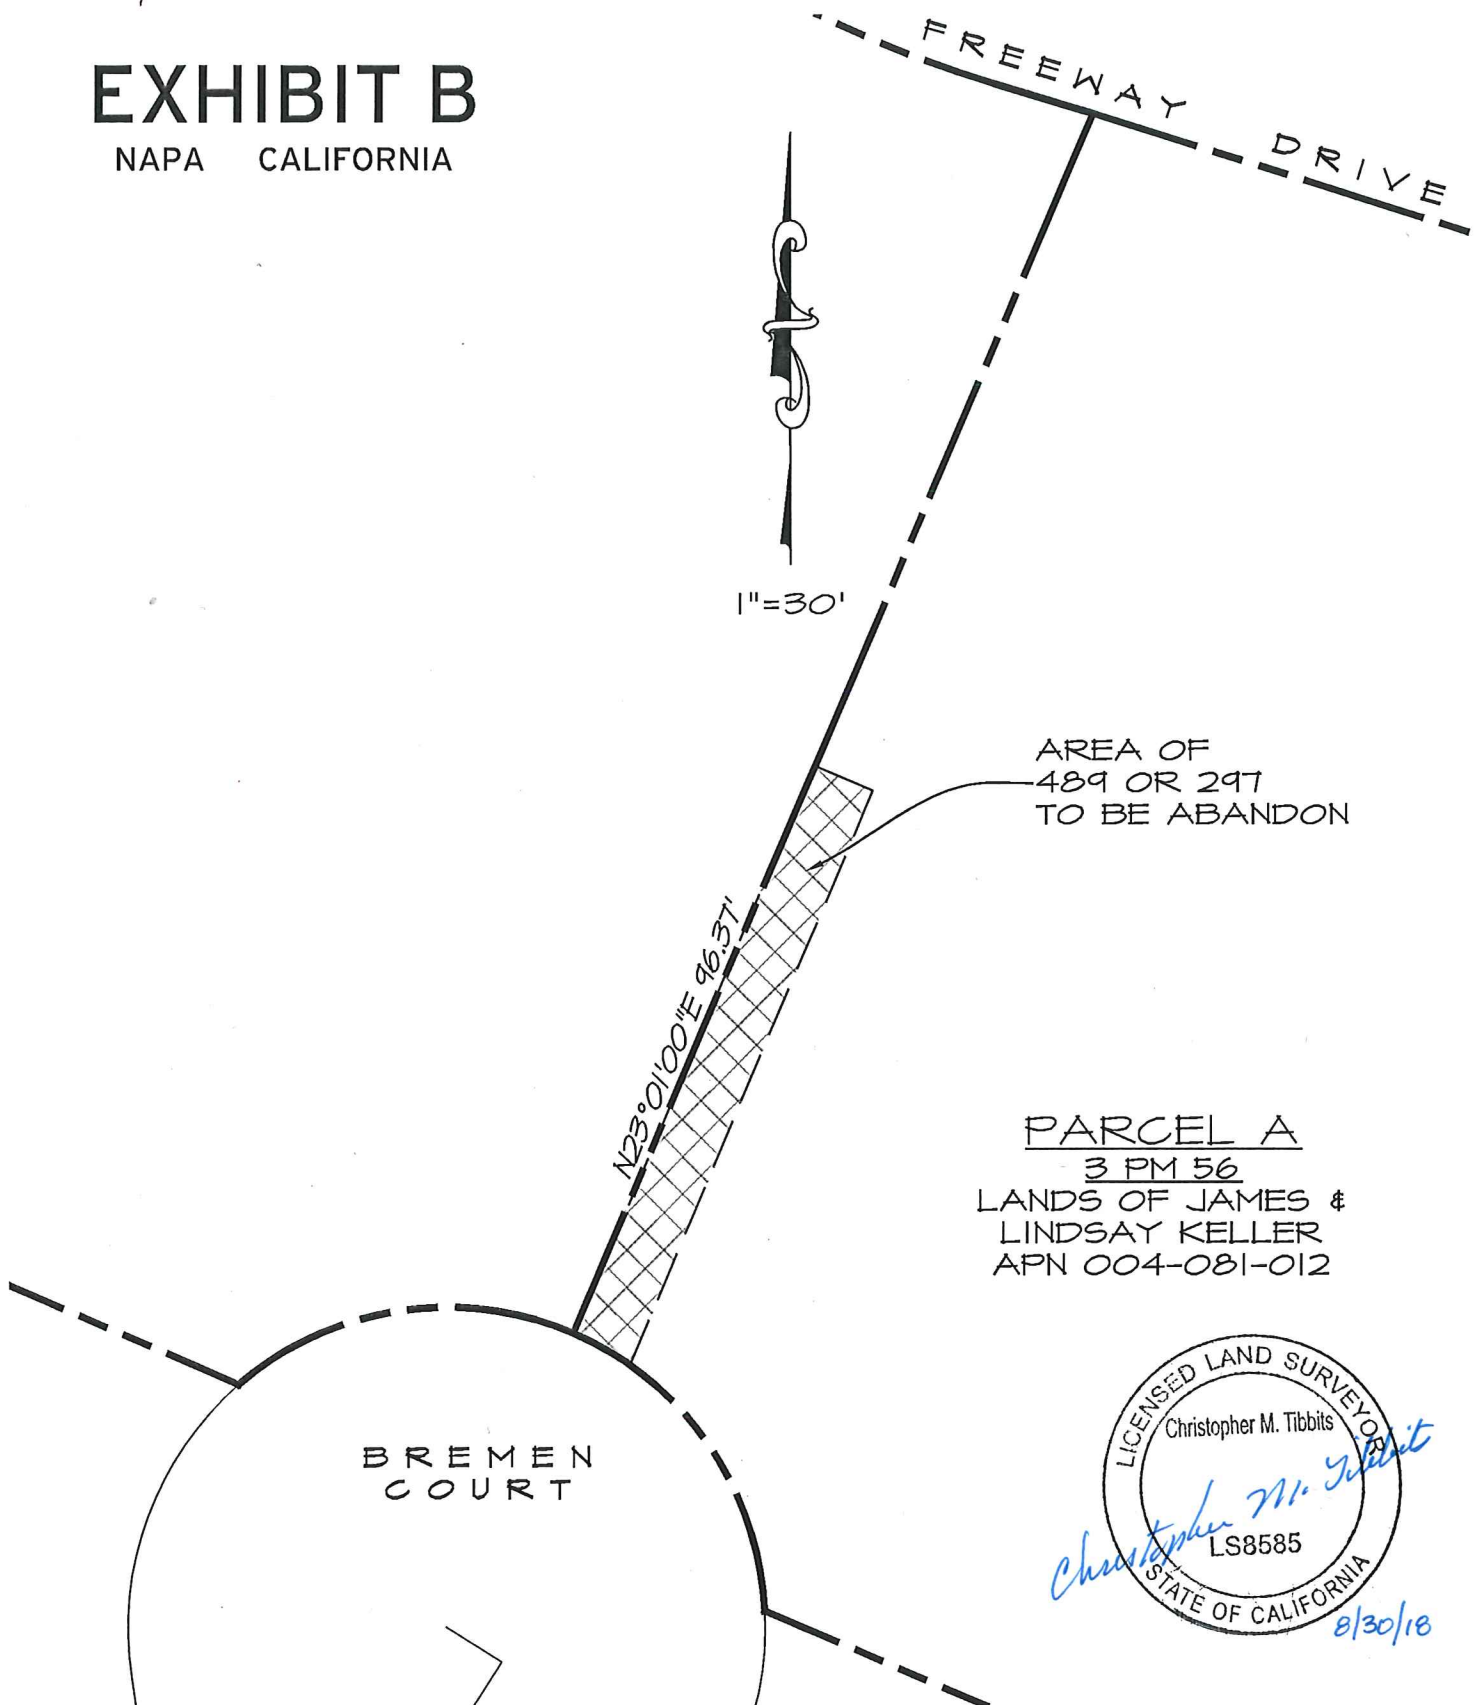 EXHIBIT B
NAPA CALIFORNIA
FREEWAY DRIVE
1"=30'
AREA OF
489 OR 297
TO BE ABANDON
N23°01'00"E 96.37'
PARCEL A
3 PM 56
LANDS OF JAMES &
LINDSAY KELLER
APN 004-081-012
BREMEN
COURT
LICENSED LAND SURVEYOR
Christopher M. Tibbits
Christopher M. Tibbits
LS8585
STATE OF CALIFORNIA
8/30/18